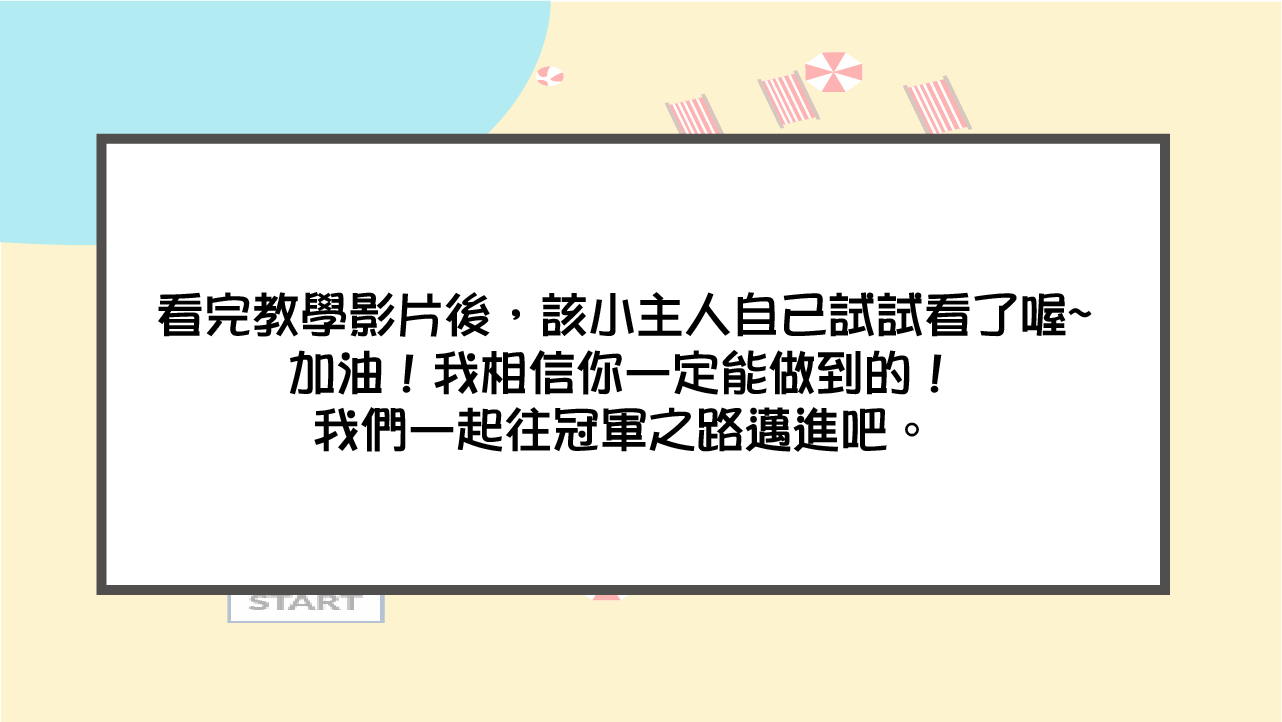 看完教學影片後，該小主人自己試試看了喔~
加油！我相信你一定能做到的！
我們一起往冠軍之路邁進吧。
START